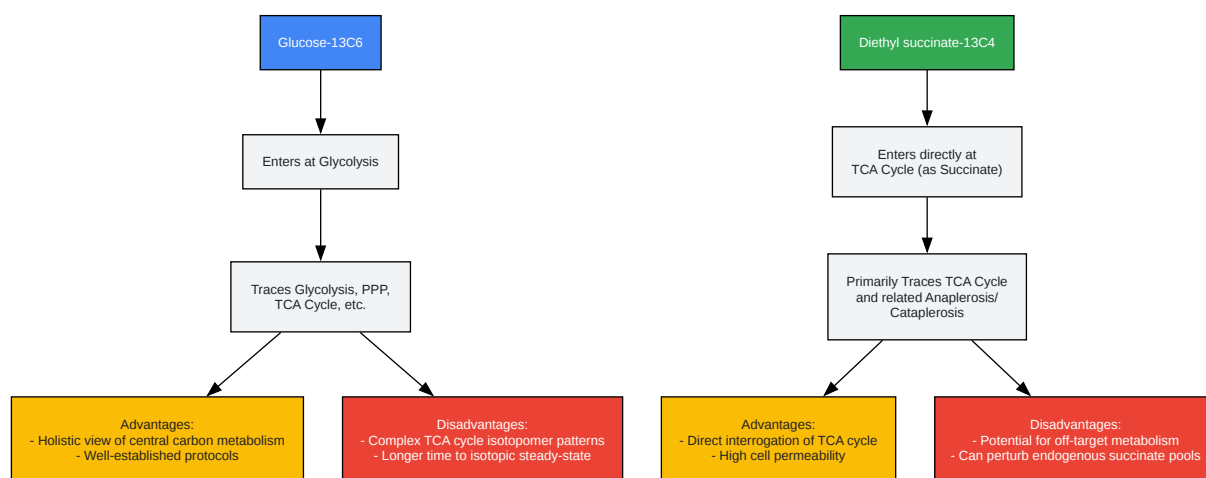 Glucose-13C6
Enters at Glycolysis
Traces Glycolysis, PPP,
TCA Cycle, etc.
Advantages:
- Holistic view of central carbon metabolism
- Well-established protocols
Disadvantages:
- Complex TCA cycle isotopomer patterns
- Longer time to isotopic steady-state
Diethyl succinate-13C4
Enters directly at
TCA Cycle (as Succinate)
Primarily Traces TCA Cycle
and related Anaplerosis/
Cataplerosis
Advantages:
- Direct interrogation of TCA cycle
- High cell permeability
Disadvantages:
- Potential for off-target metabolism
- Can perturb endogenous succinate pools